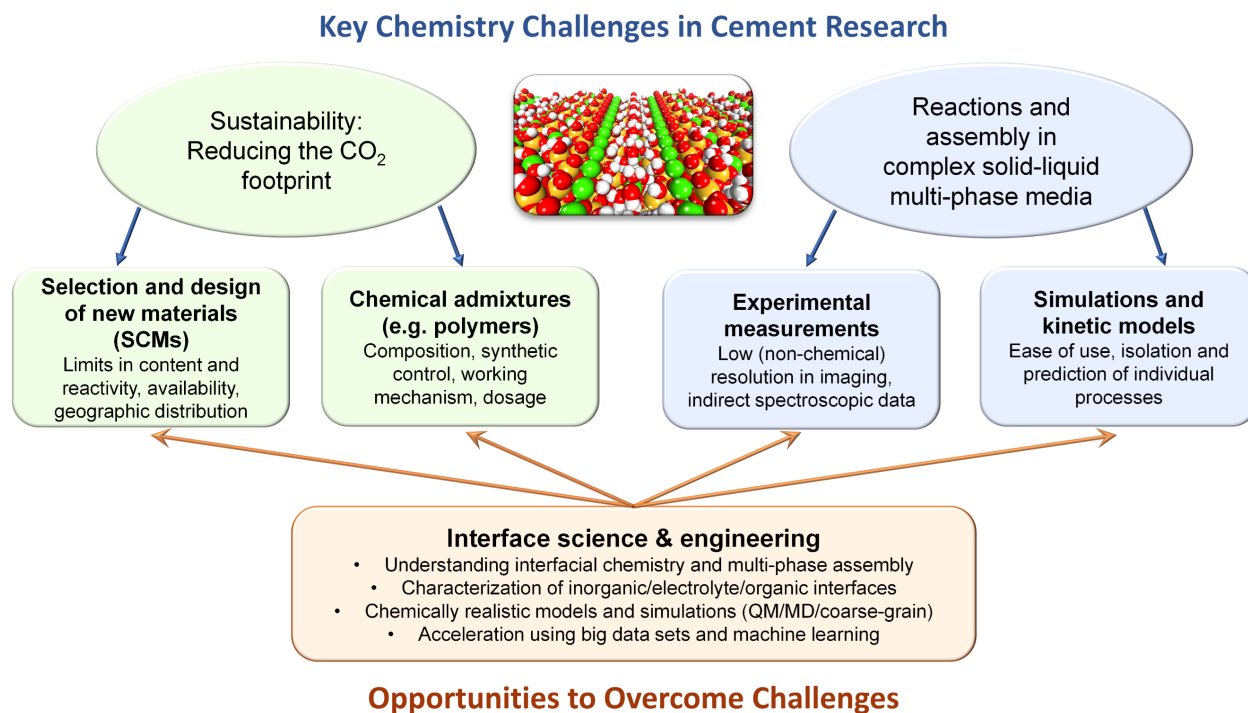 Key Chemistry Challenges in Cement Research
Sustainability:
Reducing the CO₂
footprint
Reactions and
assembly in
complex solid-liquid
multi-phase media
Selection and design
of new materials
(SCMs)
Limits in content and
reactivity, availability,
geographic distribution
Chemical admixtures
(e.g. polymers)
Composition, synthetic
control, working
mechanism, dosage
Experimental
measurements
Low (non-chemical)
resolution in imaging,
indirect spectroscopic data
Simulations and
kinetic models
Ease of use, isolation and
prediction of individual
processes
Interface science & engineering
• Understanding interfacial chemistry and multi-phase assembly
• Characterization of inorganic/electrolyte/organic interfaces
• Chemically realistic models and simulations (QM/MD/coarse-grain)
• Acceleration using big data sets and machine learning
Opportunities to Overcome Challenges